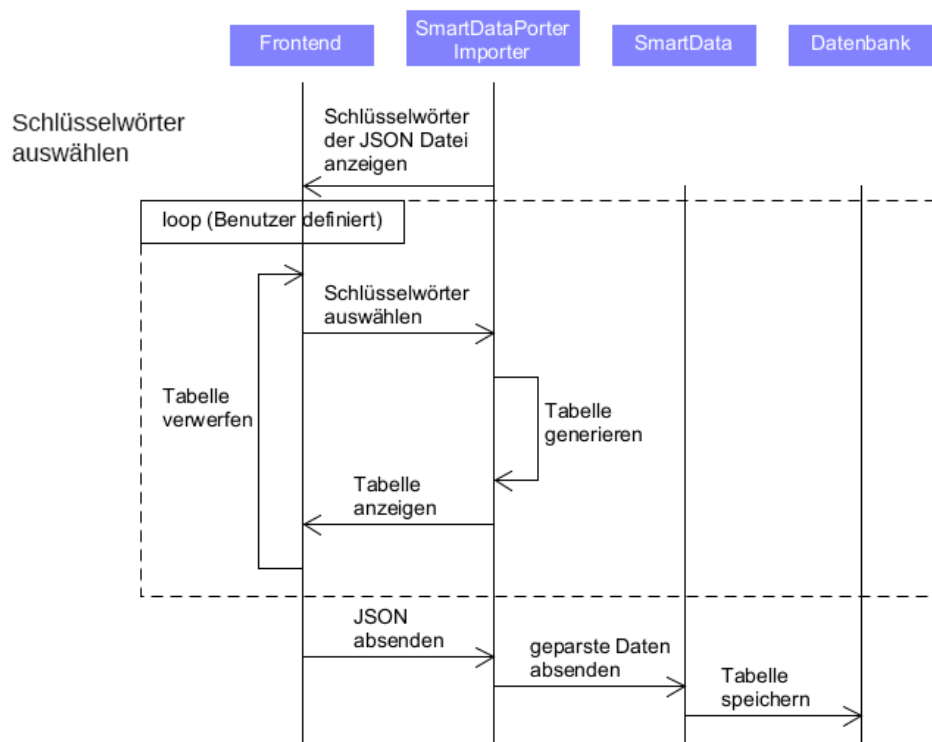 Frontend
SmartDataPorter
Importer
SmartData
Datenbank
Schlüsselwörter
auswählen
Schlüsselwörter
der JSON Datei
anzeigen
loop (Benutzer definiert)
Schlüsselwörter
auswählen
Tabelle
verwerfen
Tabelle
generieren
Tabelle
anzeigen
JSON
absenden
geparste Daten
absenden
Tabelle
speichern